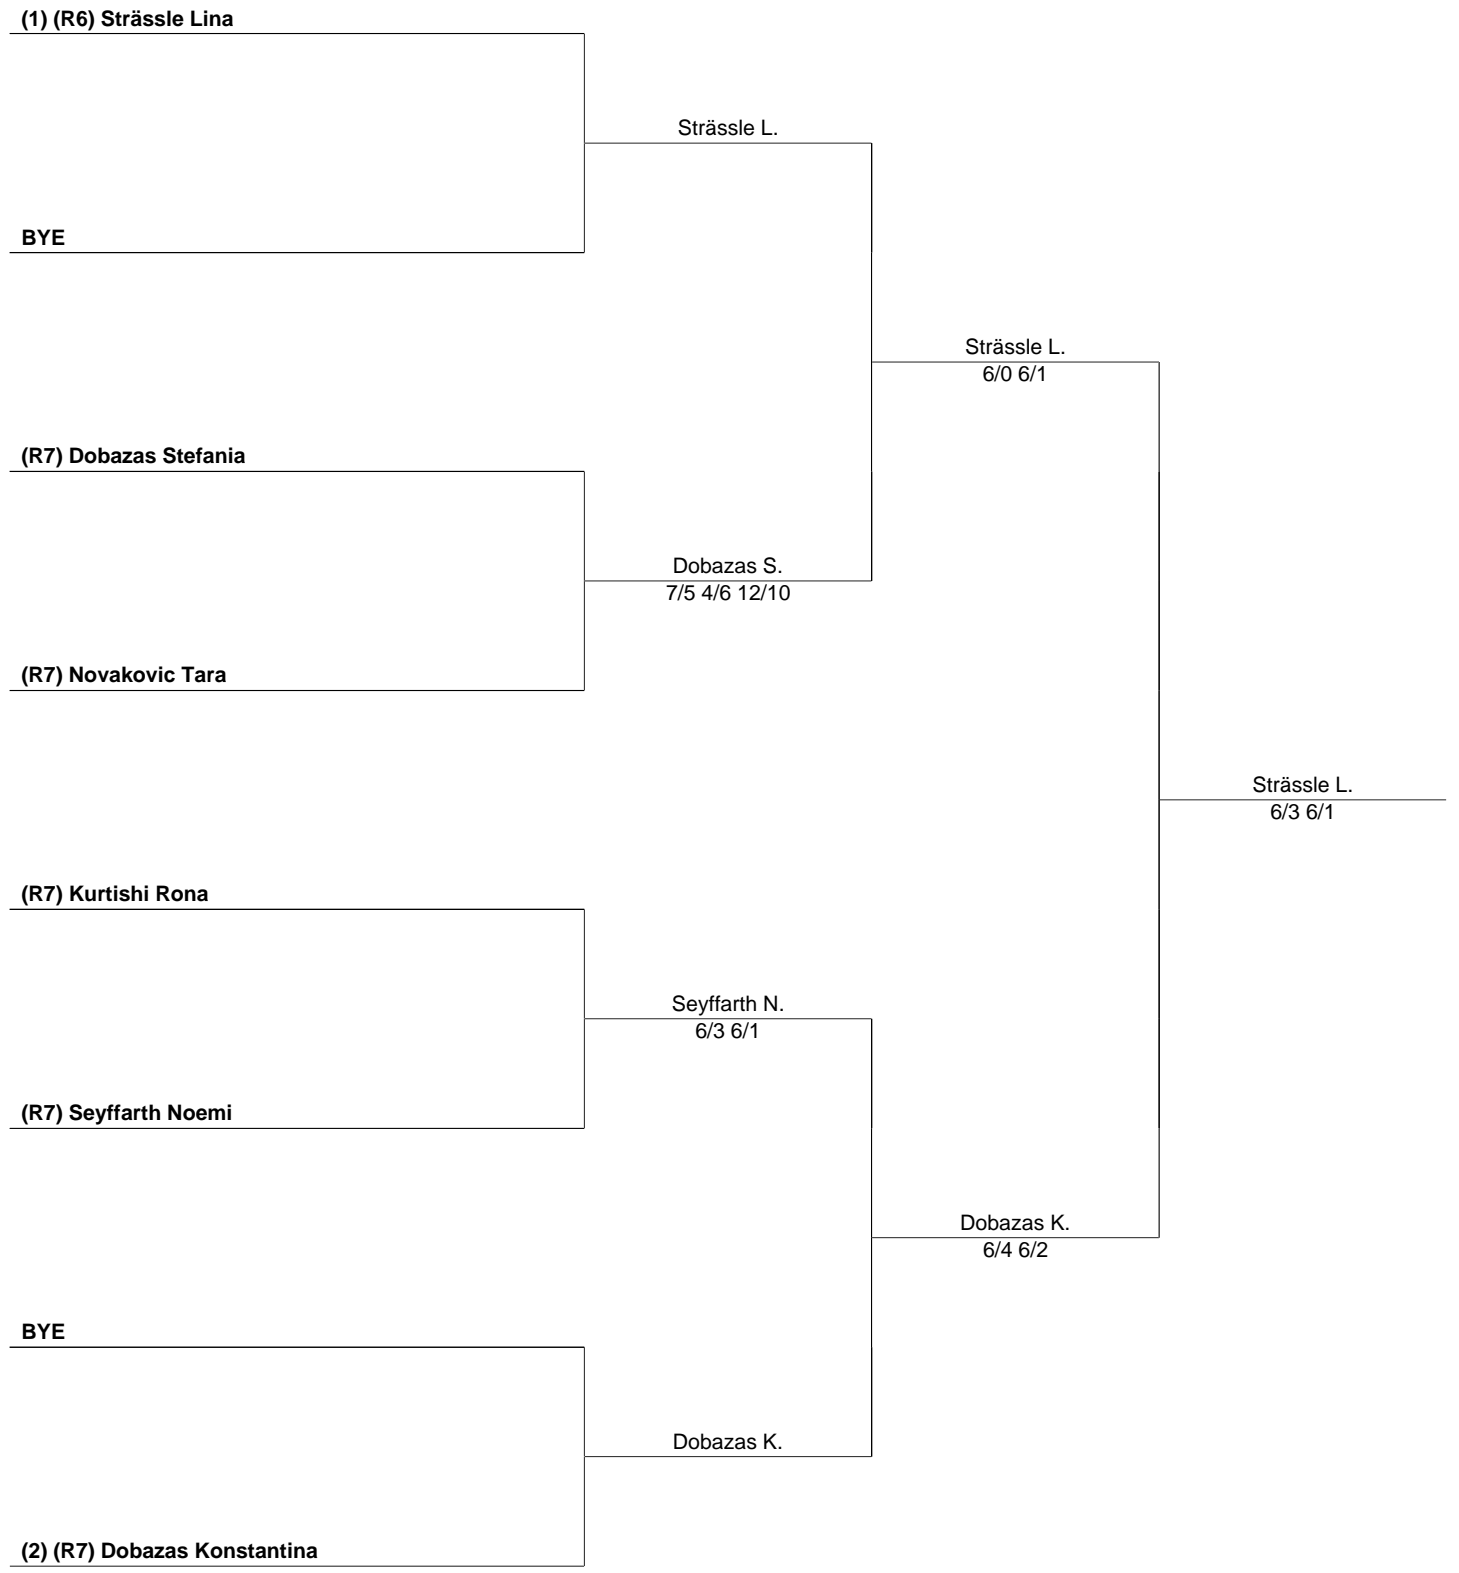 (1) (R6) Strässle Lina
Strässle L.
BYE
Strässle L.
6/0 6/1
(R7) Dobazas Stefania
Dobazas S.
7/5 4/6 12/10
(R7) Novakovic Tara
Strässle L.
6/3 6/1
(R7) Kurtishi Rona
Seyffarth N.
6/3 6/1
(R7) Seyffarth Noemi
Dobazas K.
6/4 6/2
BYE
Dobazas K.
(2) (R7) Dobazas Konstantina